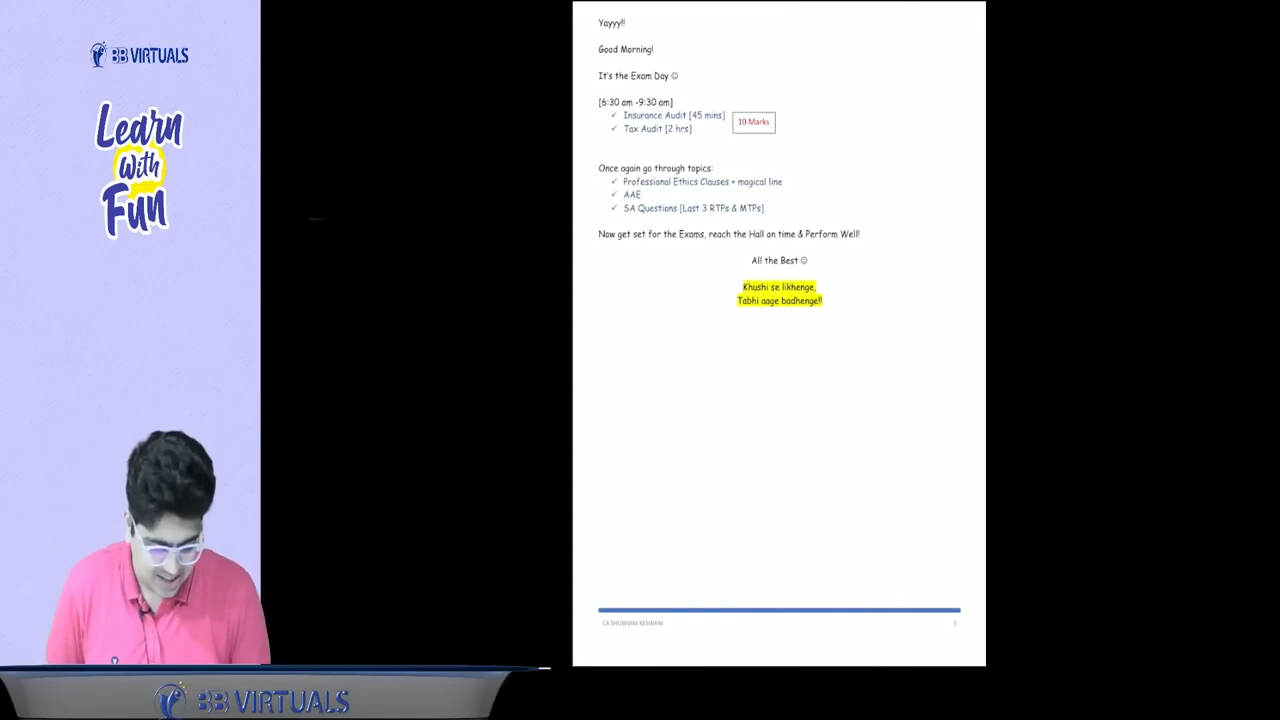 BB VIRTUALS
Learn
With
Fun
Yayyy!!
Good Morning!
It's the Exam Day ☺
[6:30 am -9:30 am]
✓ Insurance Audit [45 mins]
✓ Tax Audit [2 hrs]
10 Marks
Once again go through topics:
✓ Professional Ethics Clauses + magical line
✓ AAE
✓ SA Questions [Last 3 RTPs & MTPs]
Now get set for the Exams, reach the Hall on time & Perform Well!
All the Best ☺
Khushi se likhenge,
Tabhi aage badhenge!!
CA SHUBHAM KESWANI
BB VIRTUALS